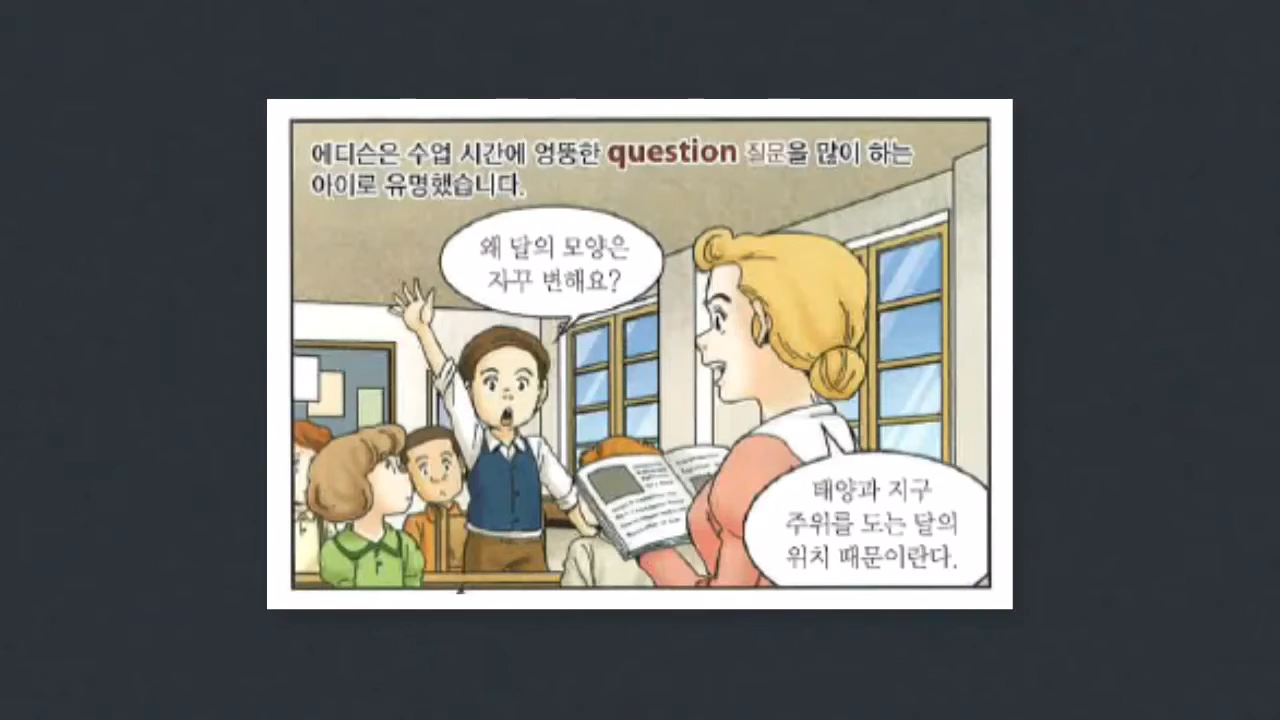 에디슨은 수업 시간에 엉뚱한 question 질문을 많이 하는
아이로 유명했습니다.
왜 달의 모양은
자꾸 변해요?
태양과 지구
주위를 도는 달의
위치 때문이란다.